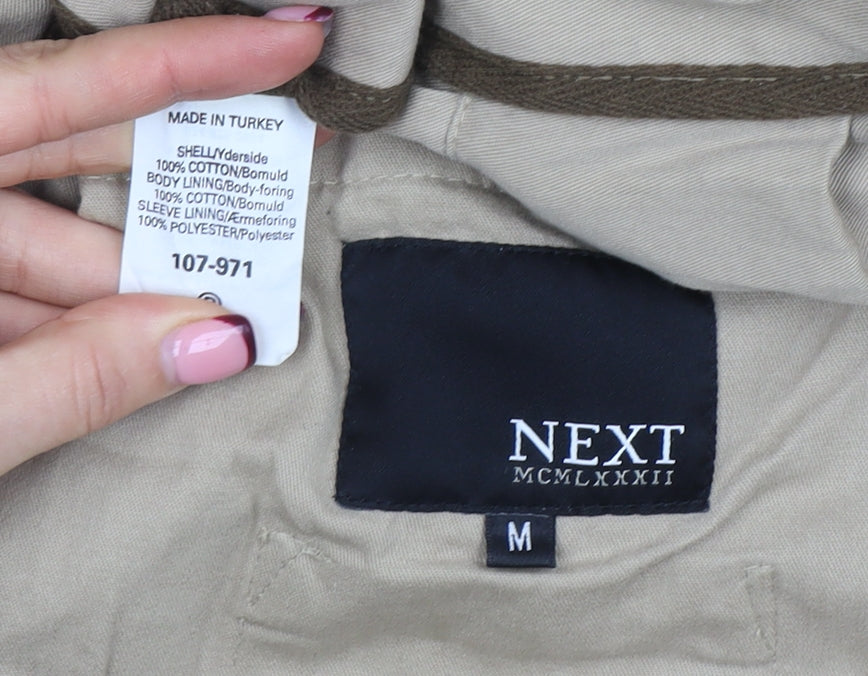 MADE IN TURKEY
SHELL/Yderside
100% COTTON/Bomuld
BODY LINING/Body-foring
100% COTTON/Bomuld
SLEEVE LINING/Ærmeforing
100% POLYESTER/Polyester
107-971
NEXT
MCMLXXXII
M